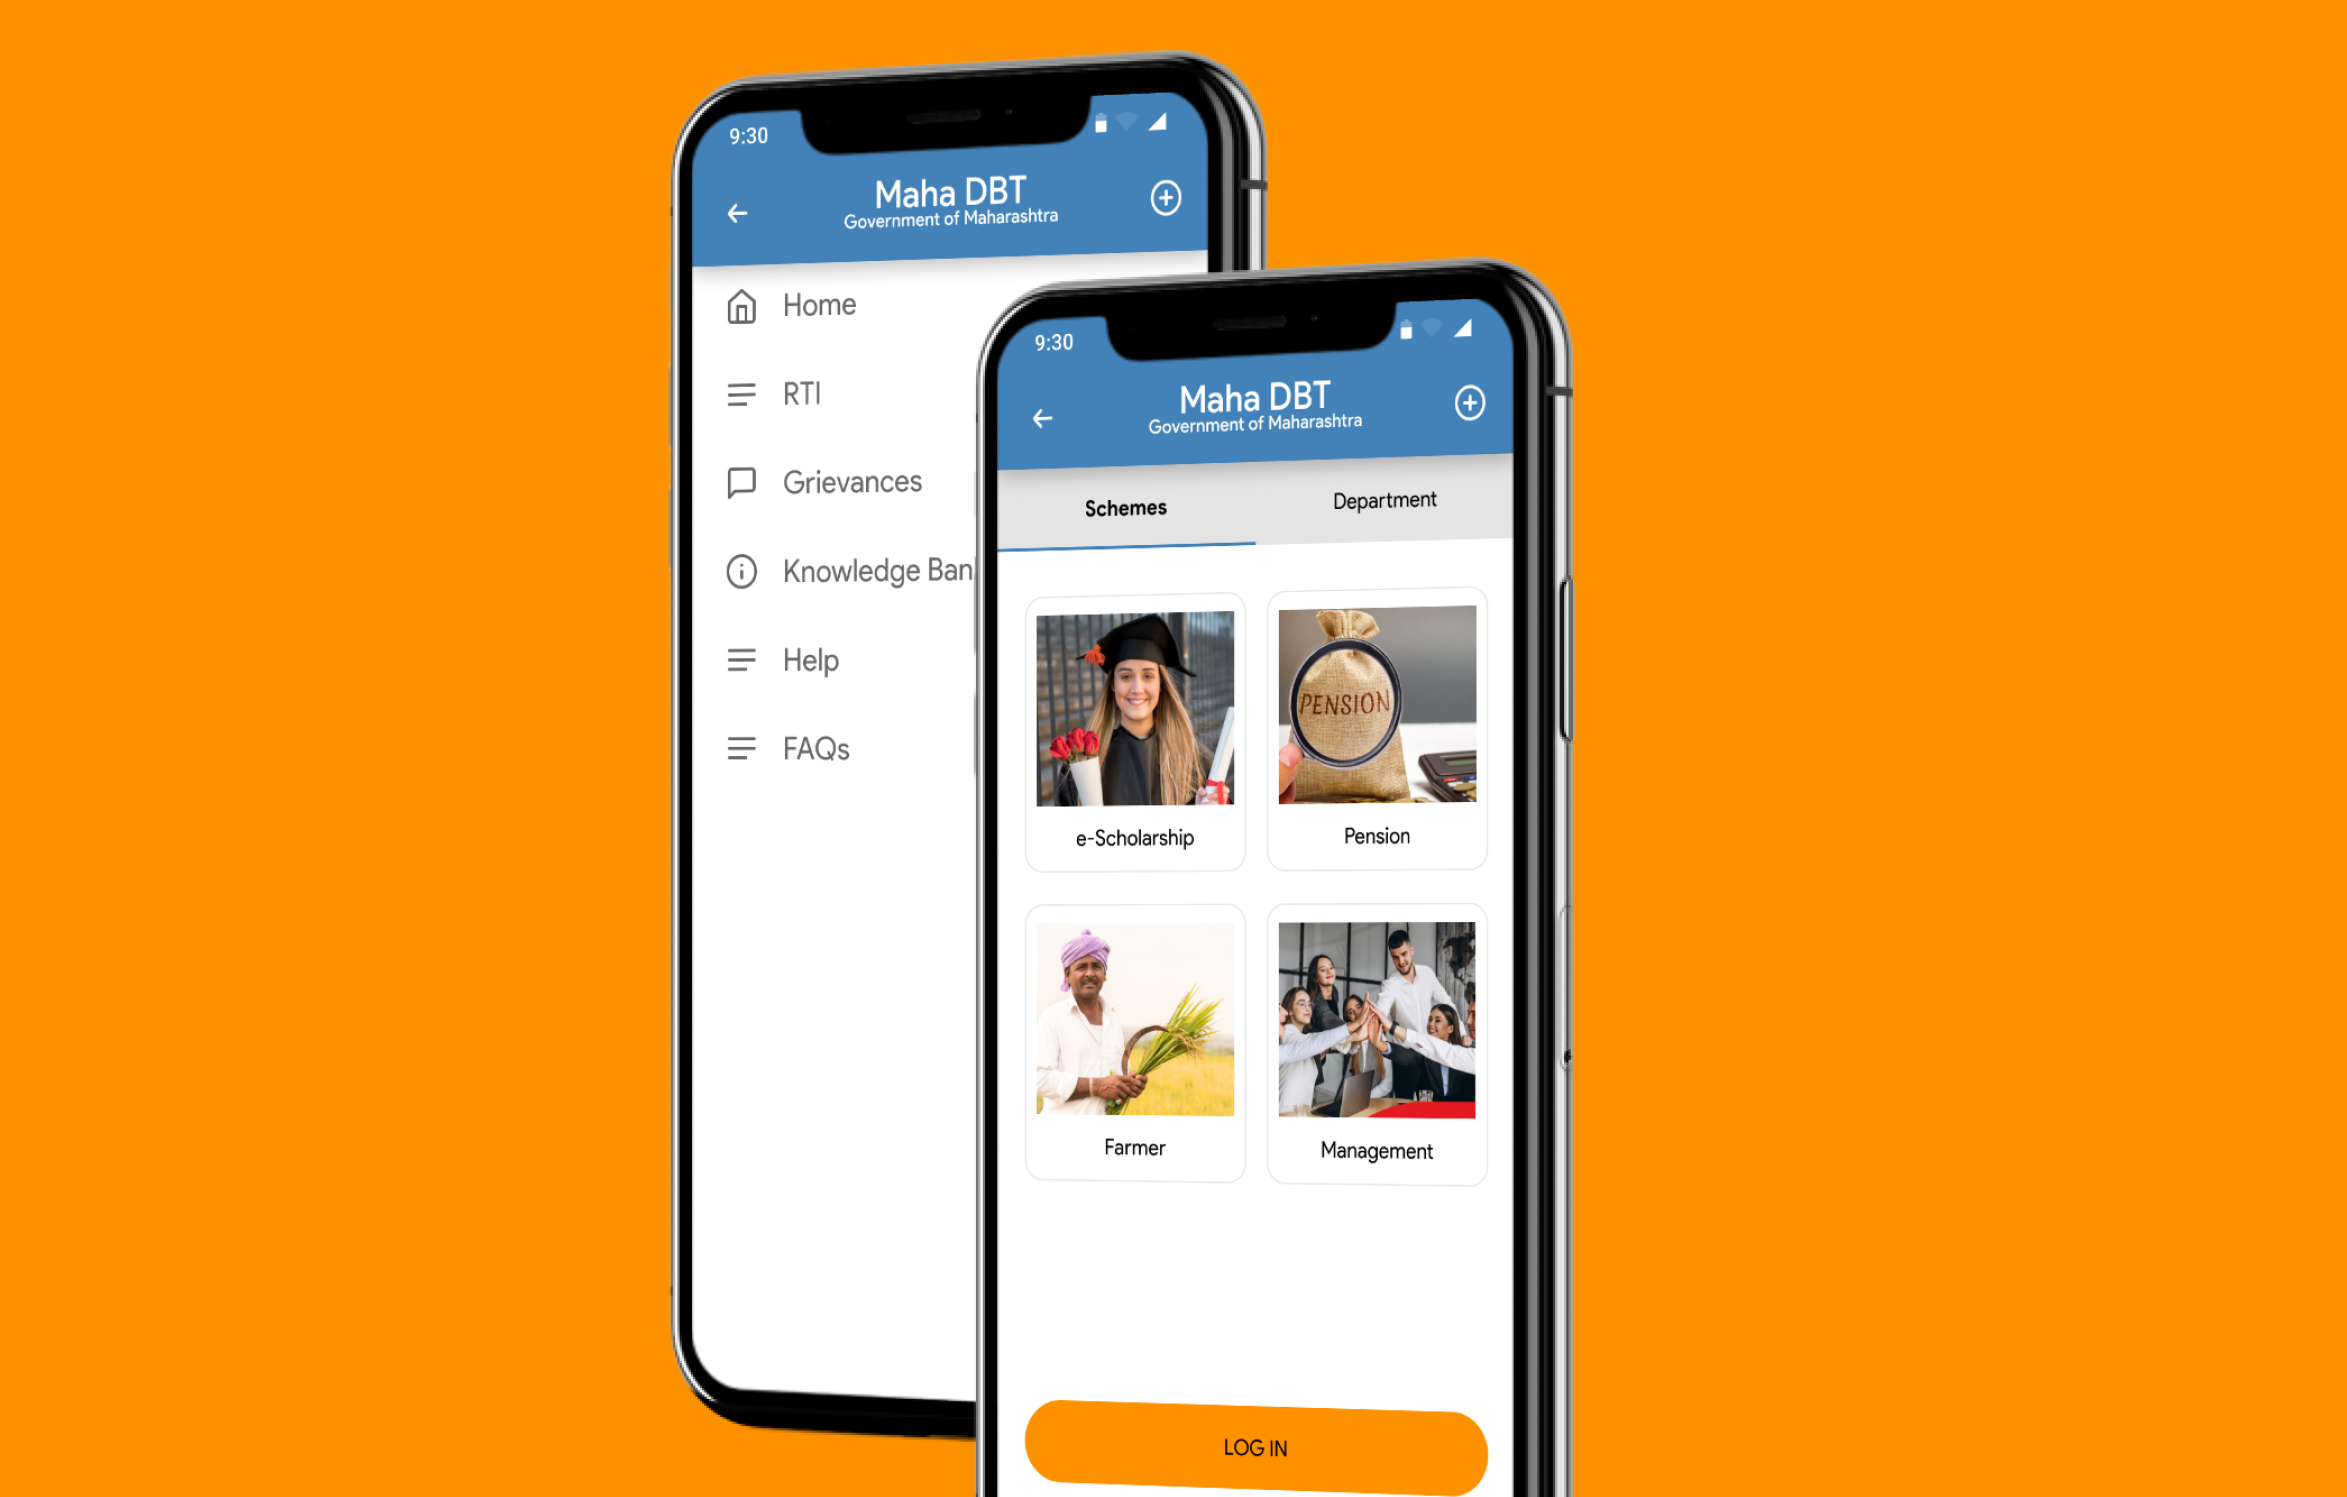 9:30
Maha DBT
Government of Maharashtra
Home
RTI
Grievances
Knowledge Ban
Help
FAQs
9:30
Maha DBT
Government of Maharashtra
Schemes
Department
PENSION
e-Scholarship
Pension
Farmer
Management
LOG IN